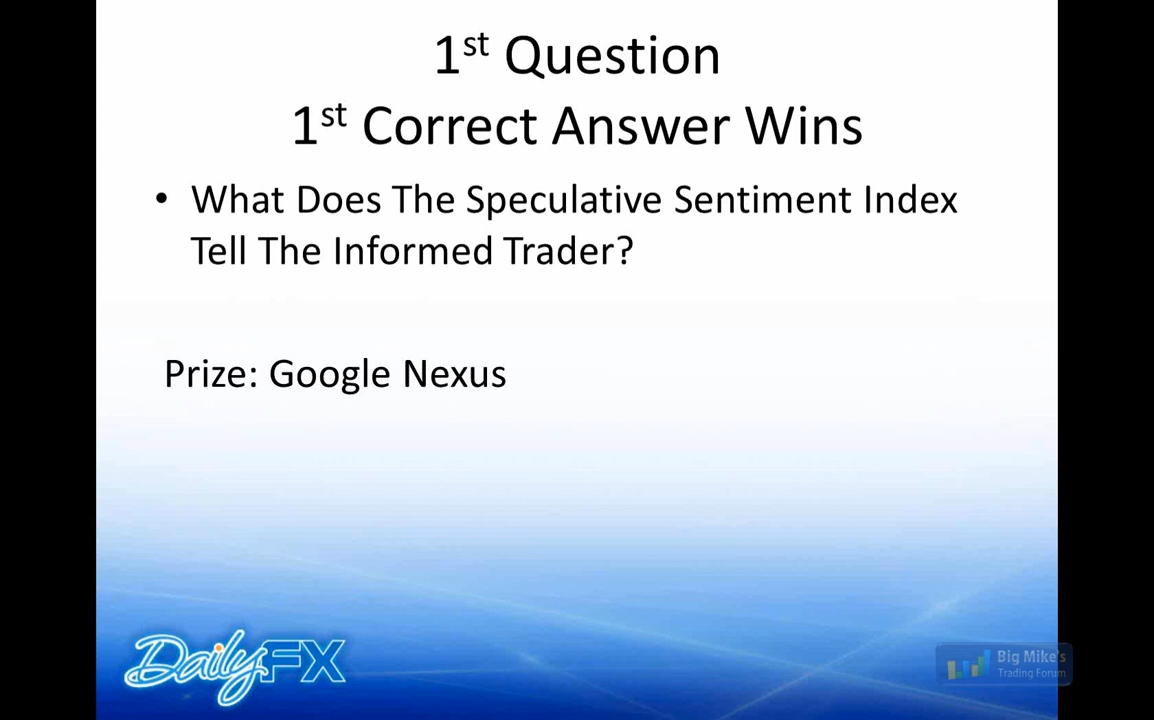 1st Question
1st Correct Answer Wins
• What Does The Speculative Sentiment Index
Tell The Informed Trader?
Prize: Google Nexus
DailyFX
Big Mike's
Trading Forum